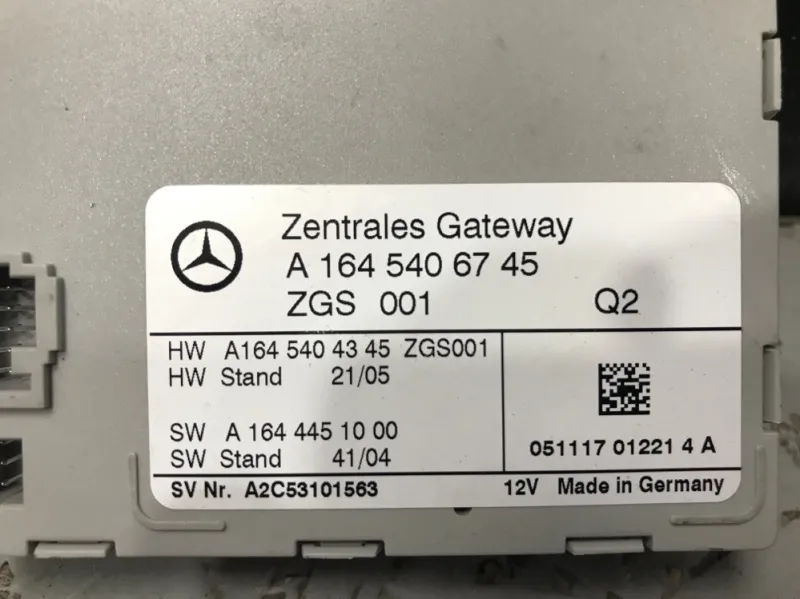 Zentrales Gateway
A 164 540 67 45
ZGS 001 Q2
HW A164 540 43 45 ZGS001
HW Stand 21/05
SW A 164 445 10 00
SW Stand 41/04
051117 01221 4 A
SV Nr. A2C53101563
12V Made in Germany